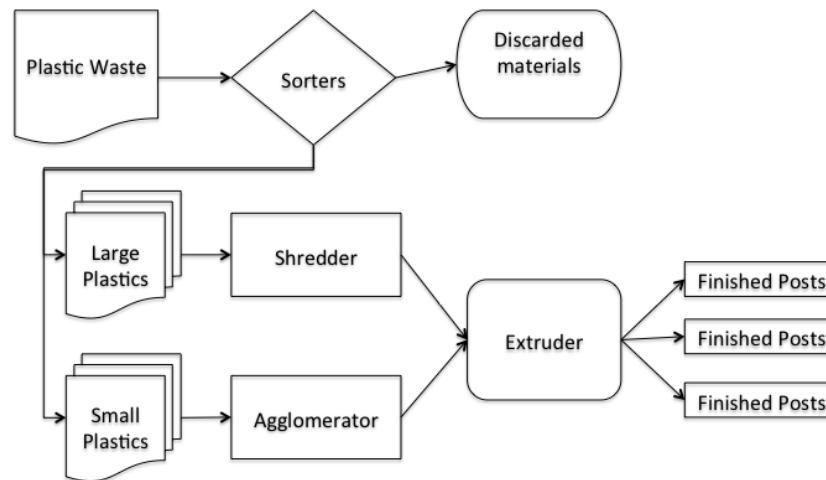 Plastic Waste
Sorters
Discarded
materials
Large
Plastics
Shredder
Small
Plastics
Agglomerator
Extruder
Finished Posts
Finished Posts
Finished Posts